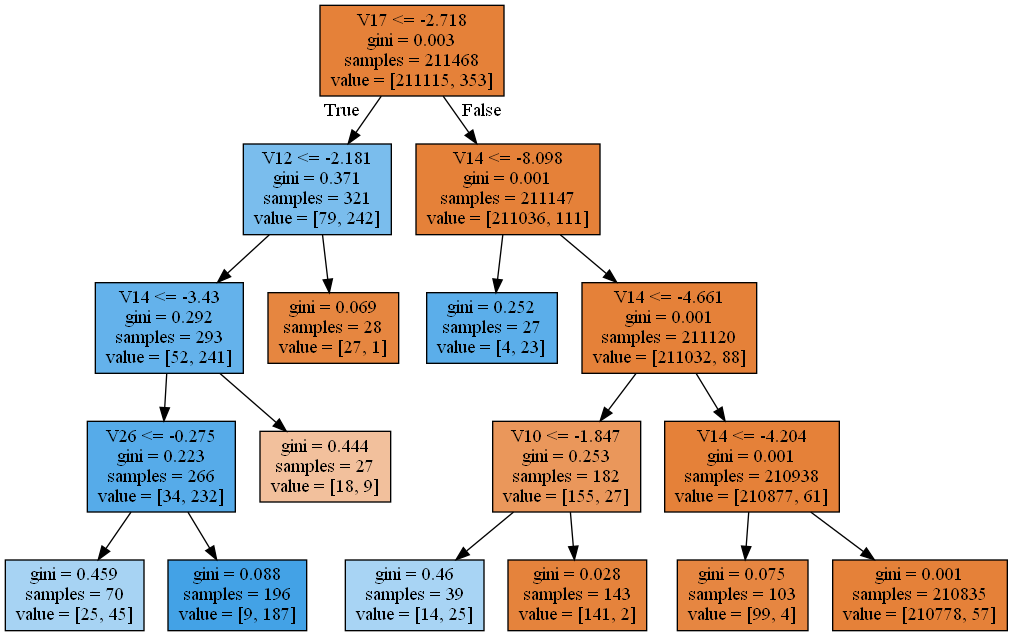 V17 <= -2.718
gini = 0.003
samples = 211468
value = [211115, 353]
True
False
V12 <= -2.181
gini = 0.371
samples = 321
value = [79, 242]
V14 <= -8.098
gini = 0.001
samples = 211147
value = [211036, 111]
V14 <= -3.43
gini = 0.292
samples = 293
value = [52, 241]
gini = 0.069
samples = 28
value = [27, 1]
gini = 0.252
samples = 27
value = [4, 23]
V14 <= -4.661
gini = 0.001
samples = 211120
value = [211032, 88]
V26 <= -0.275
gini = 0.223
samples = 266
value = [34, 232]
gini = 0.444
samples = 27
value = [18, 9]
V10 <= -1.847
gini = 0.253
samples = 182
value = [155, 27]
V14 <= -4.204
gini = 0.001
samples = 210938
value = [210877, 61]
gini = 0.459
samples = 70
value = [25, 45]
gini = 0.088
samples = 196
value = [9, 187]
gini = 0.46
samples = 39
value = [14, 25]
gini = 0.028
samples = 143
value = [141, 2]
gini = 0.075
samples = 103
value = [99, 4]
gini = 0.001
samples = 210835
value = [210778, 57]